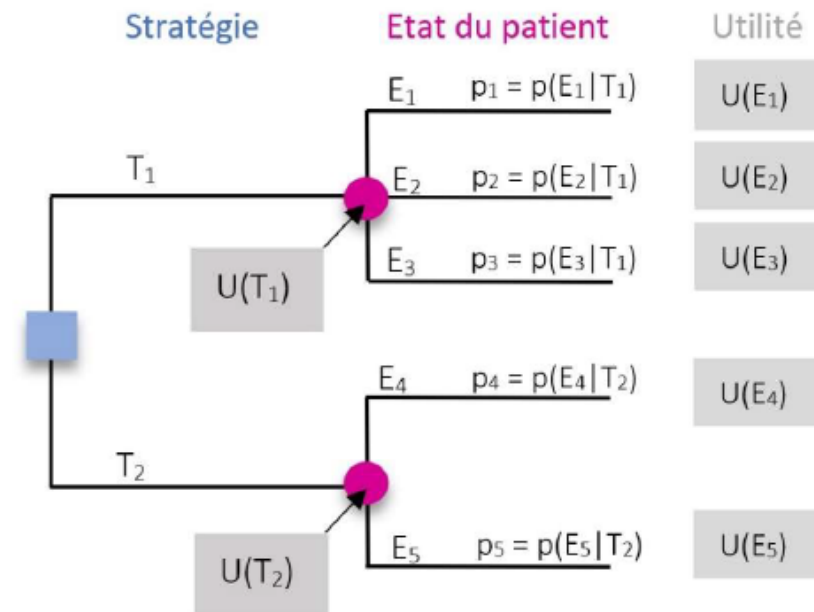 Stratégie Etat du patient Utilité
E₁ p₁ = p(E₁|T₁) U(E₁)
T₁
E₂ p₂ = p(E₂|T₁) U(E₂)
E₃ p₃ = p(E₃|T₁) U(E₃)
U(T₁)
E₄ p₄ = p(E₄|T₂) U(E₄)
T₂
E₅ p₅ = p(E₅|T₂) U(E₅)
U(T₂)